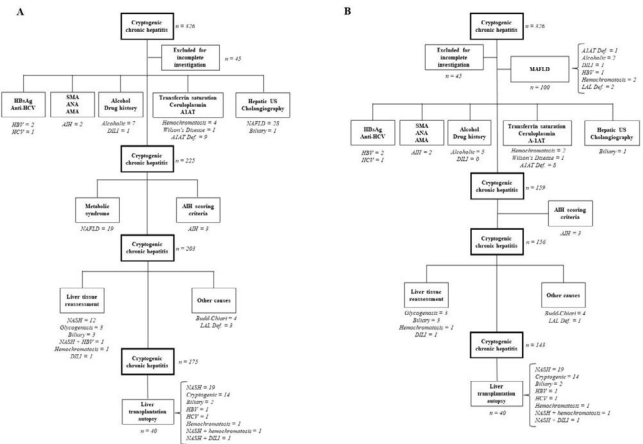 A
Cryptogenic
chronic hepatitis
n = 326
Excluded for
incomplete
investigation
n = 45
HBsAg
Anti-HCV
HBV = 2
HCV = 1
SMA
ANA
AMA
AIH = 2
Alcohol
Drug history
Alcoholic = 7
DILI = 1
Transferrin saturation
Ceruloplasmin
A1AT
Hemochromatosis = 4
Wilson's Disease = 1
A1AT Def. = 9
Hepatic US
Cholangiography
NAFLD = 28
Biliary = 1
Cryptogenic
chronic hepatitis
n = 225
Metabolic
syndrome
NAFLD = 19
AIH scoring
criteria
AIH = 3
Cryptogenic
chronic hepatitis
n = 203
Liver tissue
reassessment
NASH = 12
Glycogenosis = 3
Biliary = 3
NASH + HBV = 1
Hemochromatosis = 1
DILI = 1
Other causes
Budd-Chiari = 4
LAL Def. = 3
Cryptogenic
chronic hepatitis
n = 175
Liver
transplantation
autopsy
n = 40
NASH = 19
Cryptogenic = 14
Biliary = 2
HBV = 1
HCV = 1
Hemochromatosis = 1
NASH + hemochromatosis = 1
NASH + DILI = 1
B
Cryptogenic
chronic hepatitis
n = 326
Excluded for
incomplete
investigation
n = 45
MAFLD
n = 100
A1AT Def. = 1
Alcoholic = 2
DILI = 1
HBV = 1
Hemochromatosis = 2
LAL Def. = 2
HBsAg
Anti-HCV
HBV = 2
HCV = 1
SMA
ANA
AMA
AIH = 2
Alcohol
Drug history
Alcoholic = 5
DILI = 0
Transferrin saturation
Ceruloplasmin
A-1AT
Hemochromatosis = 2
Wilson's Disease = 1
A1AT Def. = 8
Hepatic US
Cholangiography
Biliary = 1
Cryptogenic
chronic hepatitis
n = 159
AIH scoring
criteria
AIH = 3
Cryptogenic
chronic hepatitis
n = 156
Liver tissue
reassessment
Glycogenosis = 3
Biliary = 3
Hemochromatosis = 1
DILI = 1
Other causes
Budd-Chiari = 4
LAL Def. = 1
Cryptogenic
chronic hepatitis
n = 143
Liver
transplantation
autopsy
n = 40
NASH = 19
Cryptogenic = 14
Biliary = 2
HBV = 1
HCV = 1
Hemochromatosis = 1
NASH + hemochromatosis = 1
NASH + DILI = 1